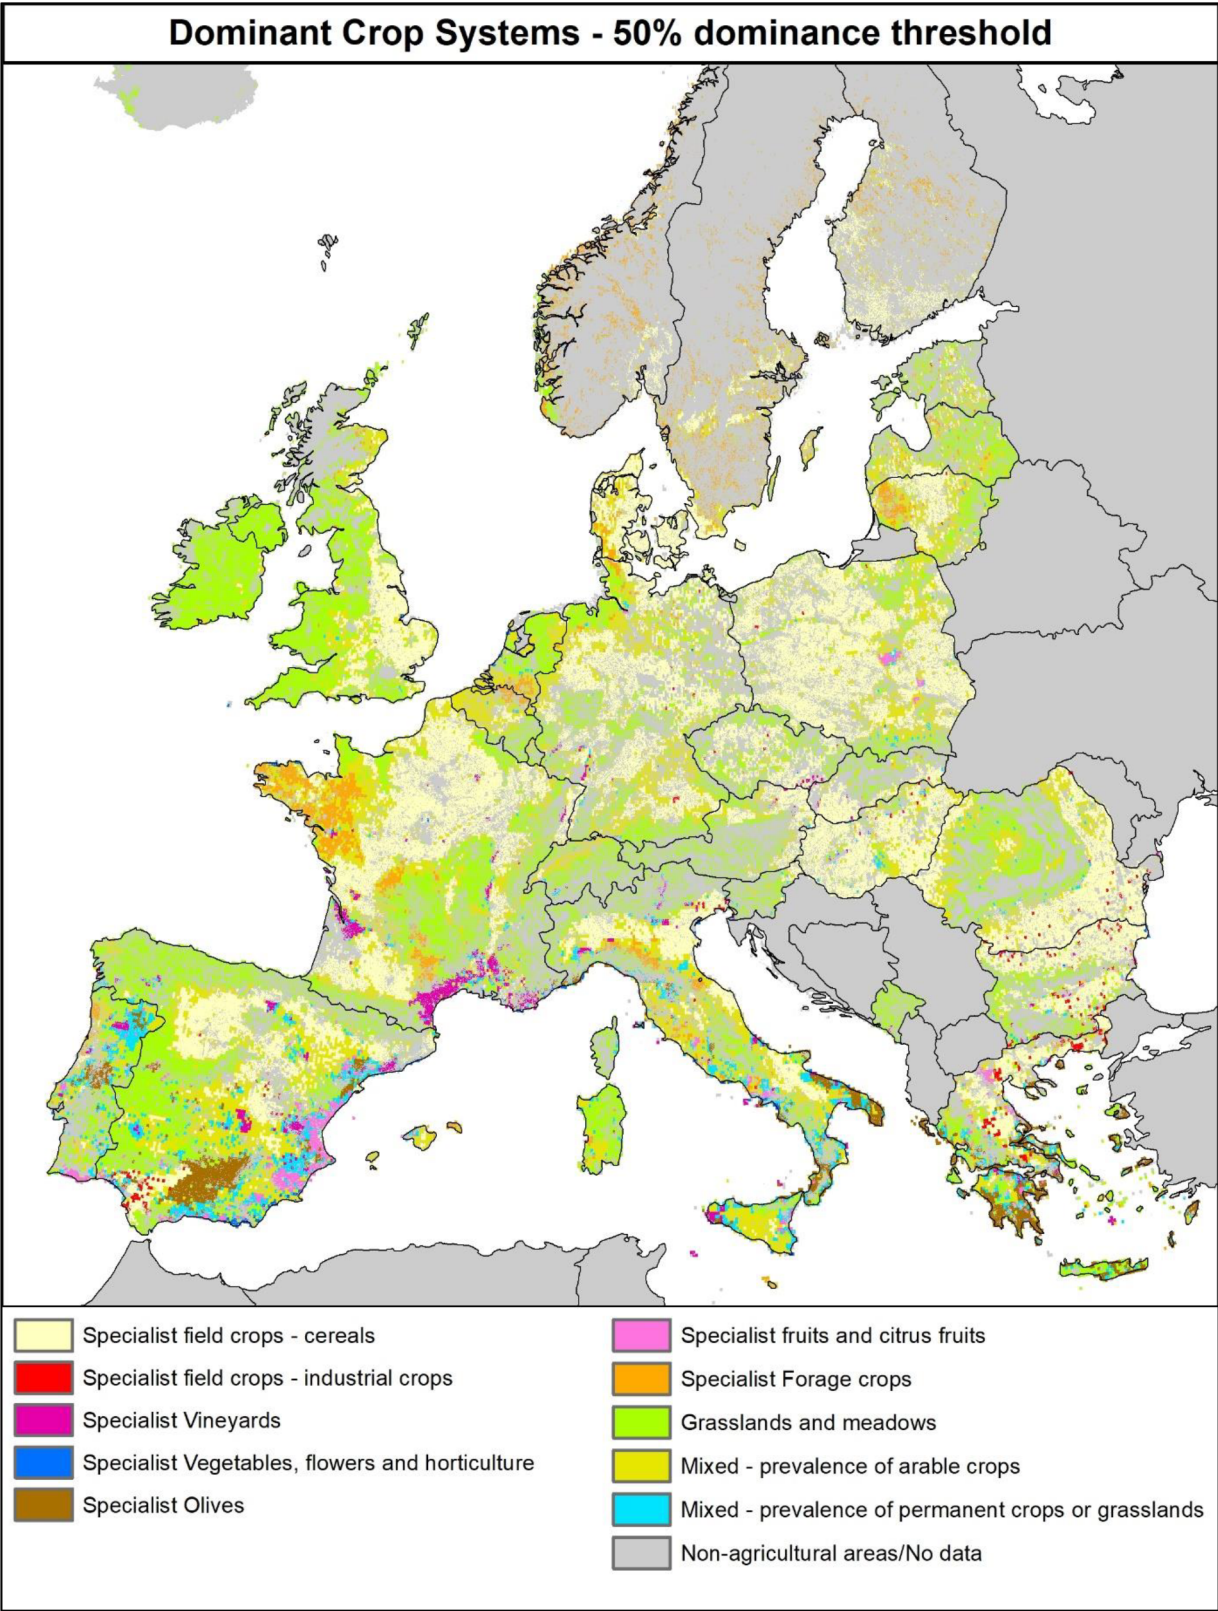 Dominant Crop Systems - 50% dominance threshold
Specialist field crops - cereals
Specialist field crops - industrial crops
Specialist Vineyards
Specialist Vegetables, flowers and horticulture
Specialist Olives
Specialist fruits and citrus fruits
Specialist Forage crops
Grasslands and meadows
Mixed - prevalence of arable crops
Mixed - prevalence of permanent crops or grasslands
Non-agricultural areas/No data